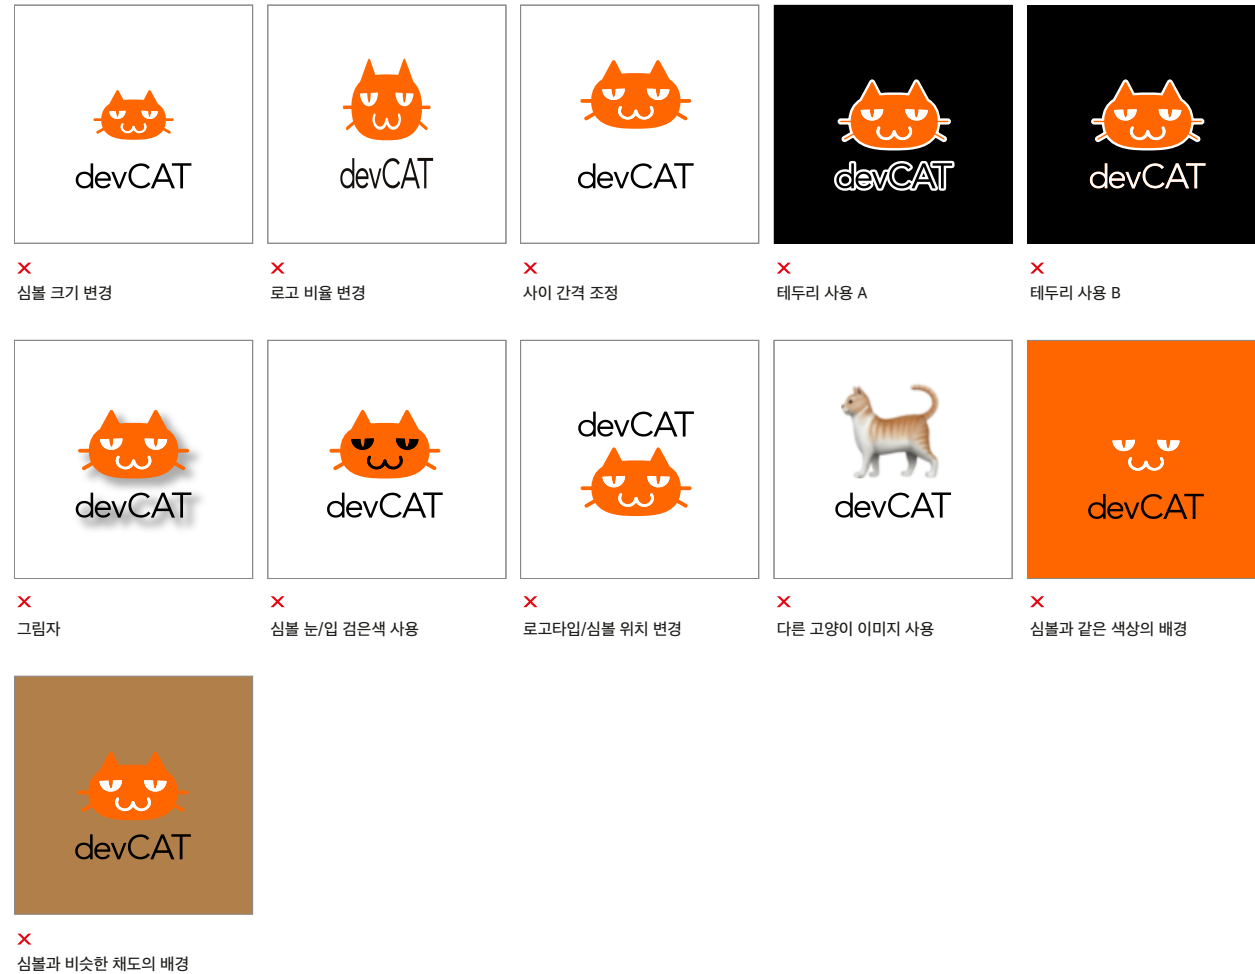 devCAT
devCAT
devCAT
devCAT
devCAT
심볼 크기 변경
로고 비율 변경
사이 간격 조정
테두리 사용 A
테두리 사용 B
devCAT
devCAT
devCAT
devCAT
devCAT
그림자
심볼 눈/입 검은색 사용
로고타입/심볼 위치 변경
다른 고양이 이미지 사용
심볼과 같은 색상의 배경
devCAT
심볼과 비슷한 채도의 배경